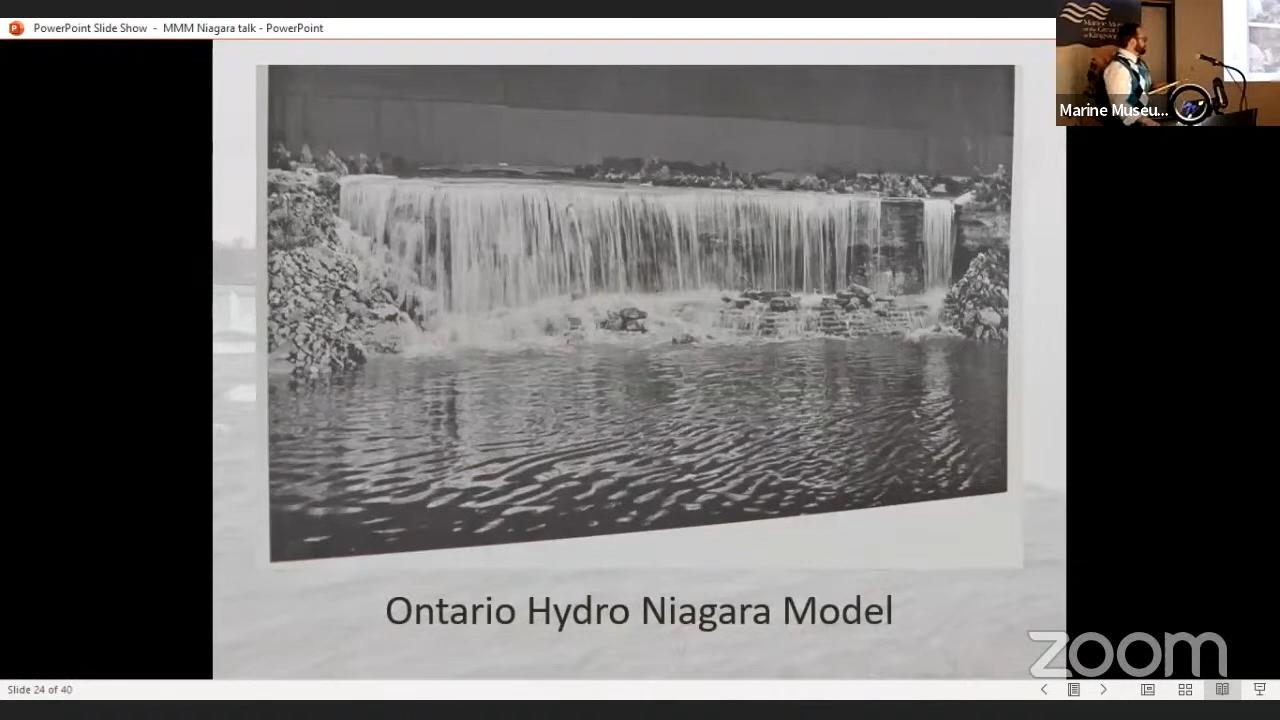 PowerPoint Slide Show - MMM Niagara talk - PowerPoint
Marine Museu...
Ontario Hydro Niagara Model
zoom
Slide 24 of 40